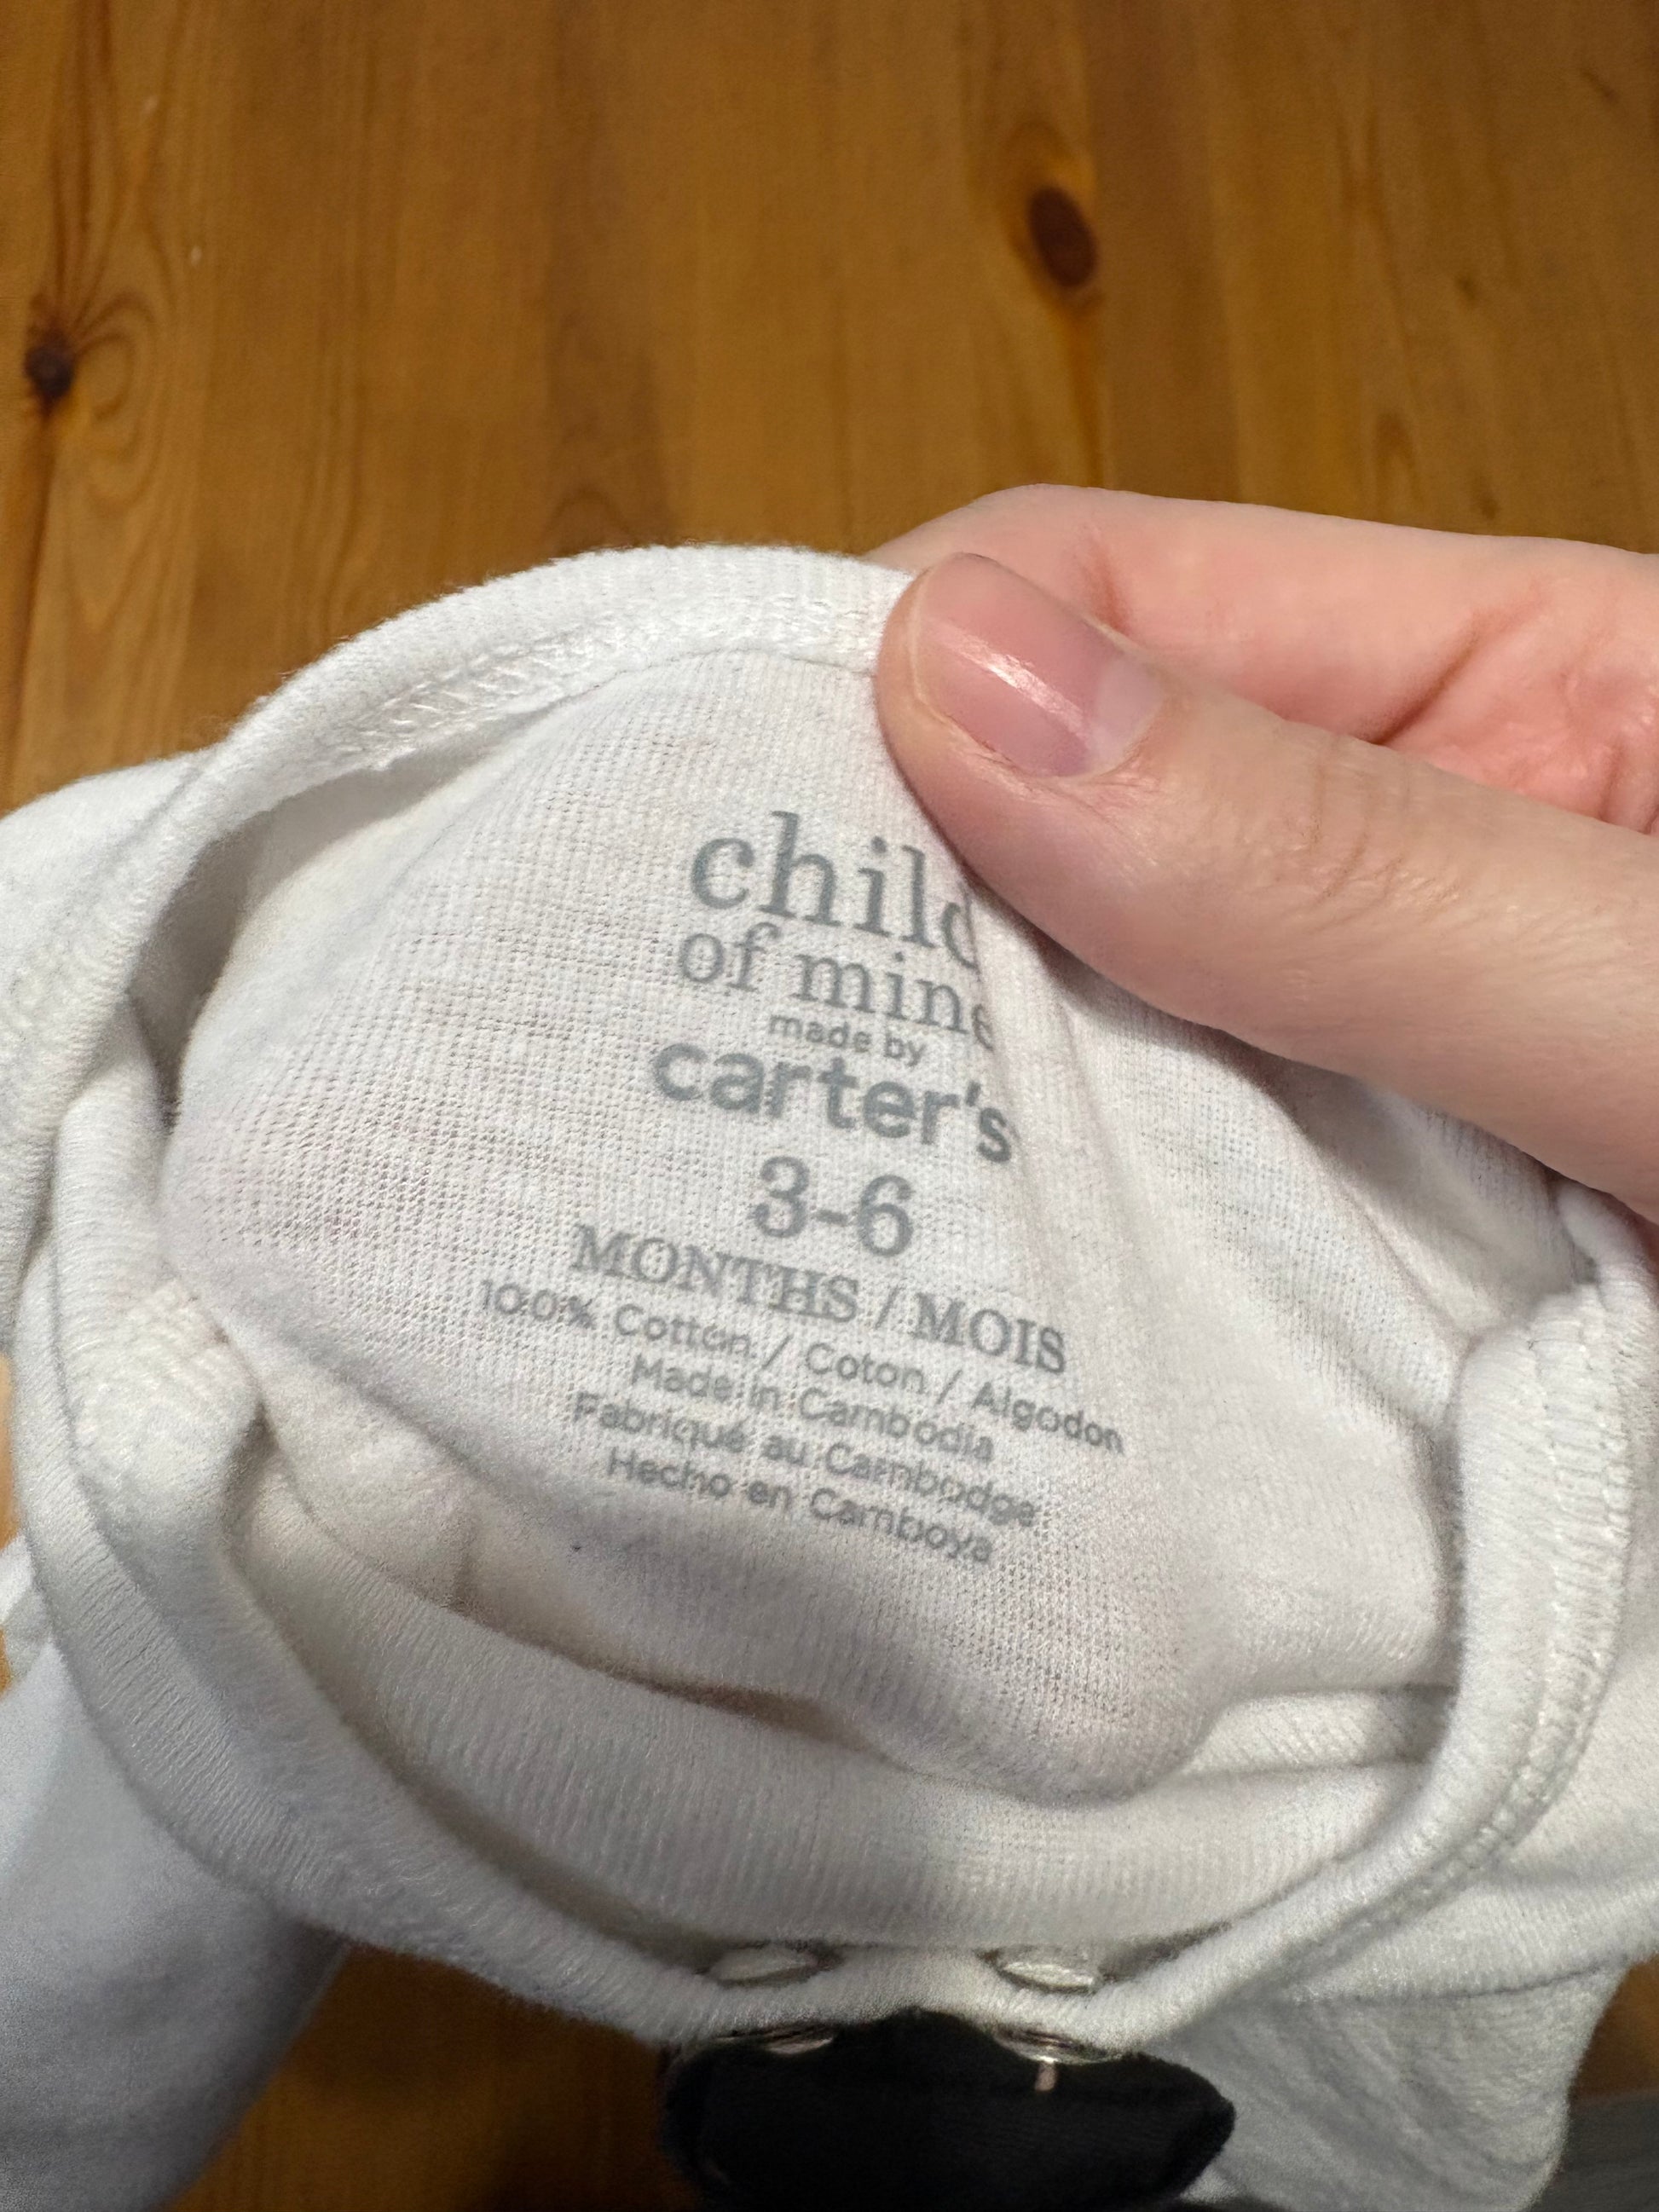 child
of mine
made by
carter's
3-6
MONTHS / MOIS
100% Cotton / Coton / Algodon
Made in Cambodia
Fabriqué au Cambodge
Hecho en Camboya